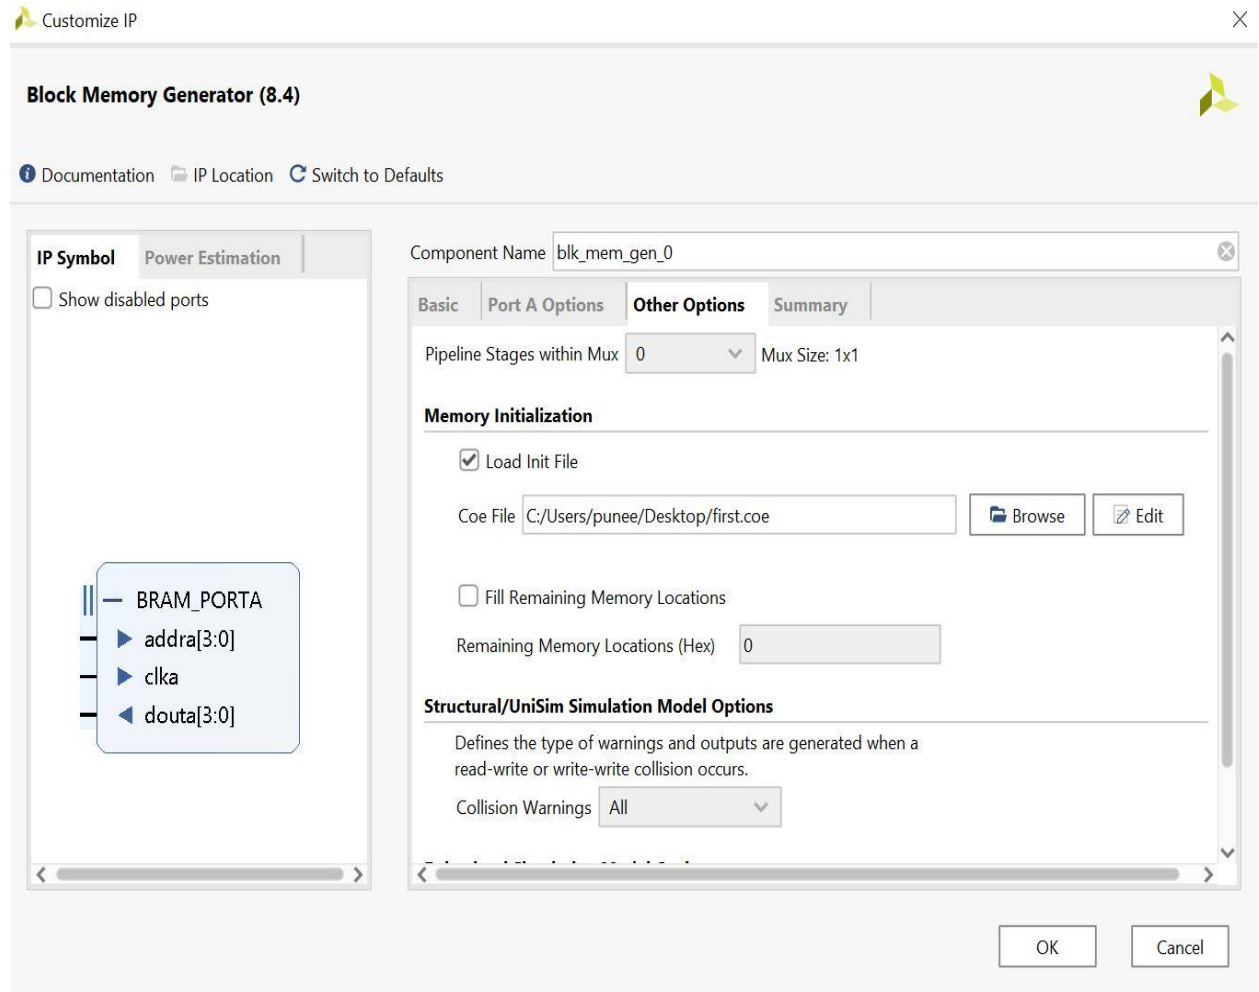 Customize IP
Block Memory Generator (8.4)
Documentation IP Location Switch to Defaults
IP Symbol Power Estimation
Show disabled ports
BRAM_PORTA
addra[3:0]
clka
douta[3:0]
Component Name blk_mem_gen_0
Basic Port A Options Other Options Summary
Pipeline Stages within Mux 0 Mux Size: 1x1
Memory Initialization
Load Init File
Coe File C:/Users/punee/Desktop/first.coe Browse Edit
Fill Remaining Memory Locations
Remaining Memory Locations (Hex) 0
Structural/UniSim Simulation Model Options
Defines the type of warnings and outputs are generated when a
read-write or write-write collision occurs.
Collision Warnings All
OK Cancel